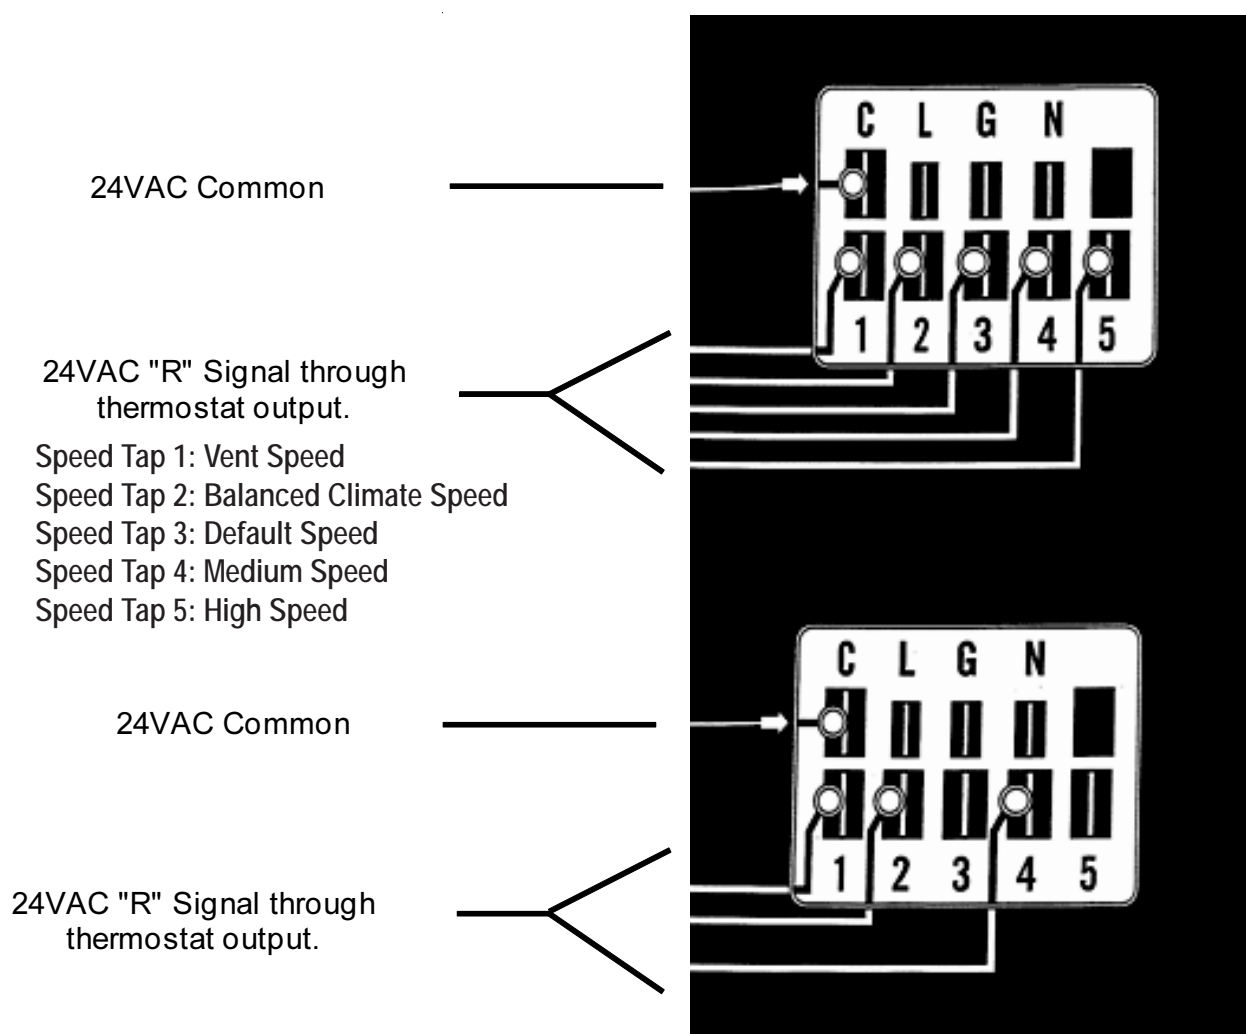 C L G N
24VAC Common
1 2 3 4 5
24VAC "R" Signal through
thermostat output.
Speed Tap 1: Vent Speed
Speed Tap 2: Balanced Climate Speed
Speed Tap 3: Default Speed
Speed Tap 4: Medium Speed
Speed Tap 5: High Speed
C L G N
24VAC Common
1 2 3 4 5
24VAC "R" Signal through
thermostat output.